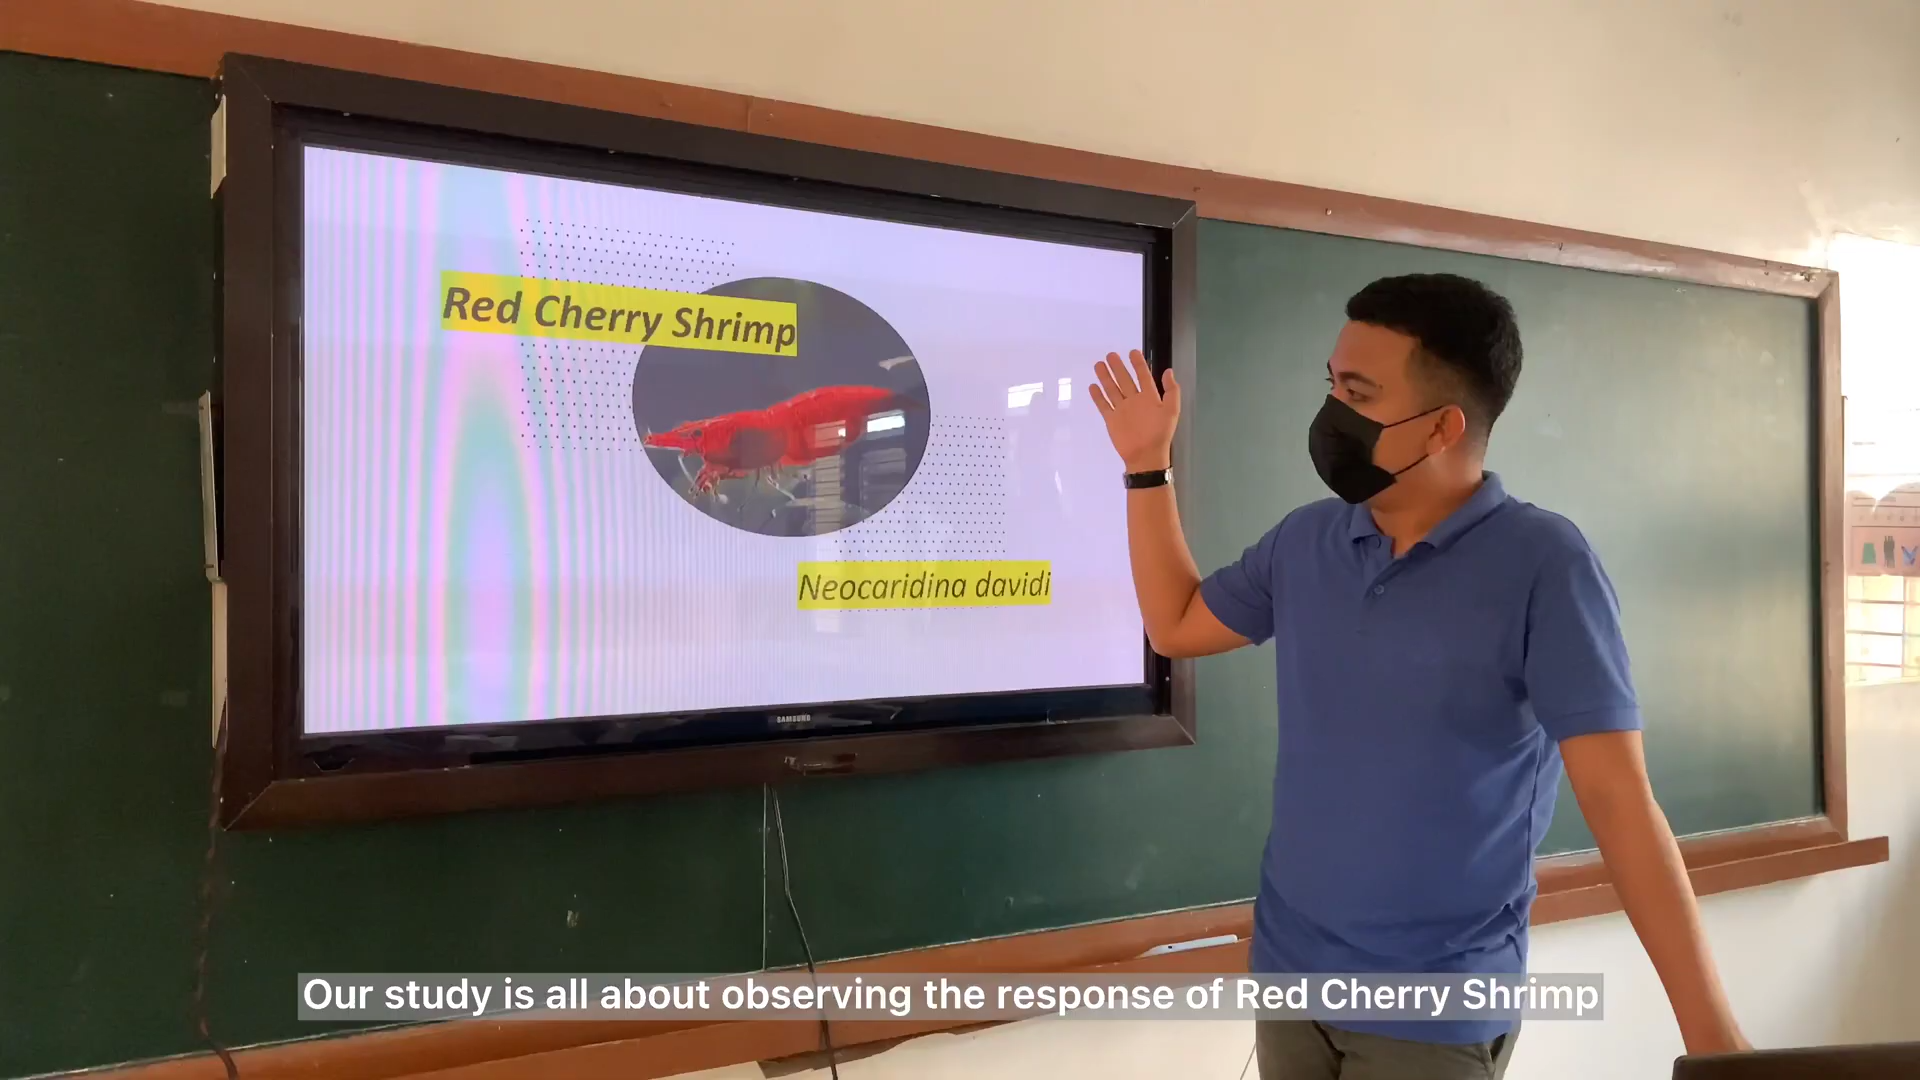 Red Cherry Shrimp
Neocaridina davidi
SAMSUNG
Our study is all about observing the response of Red Cherry Shrimp